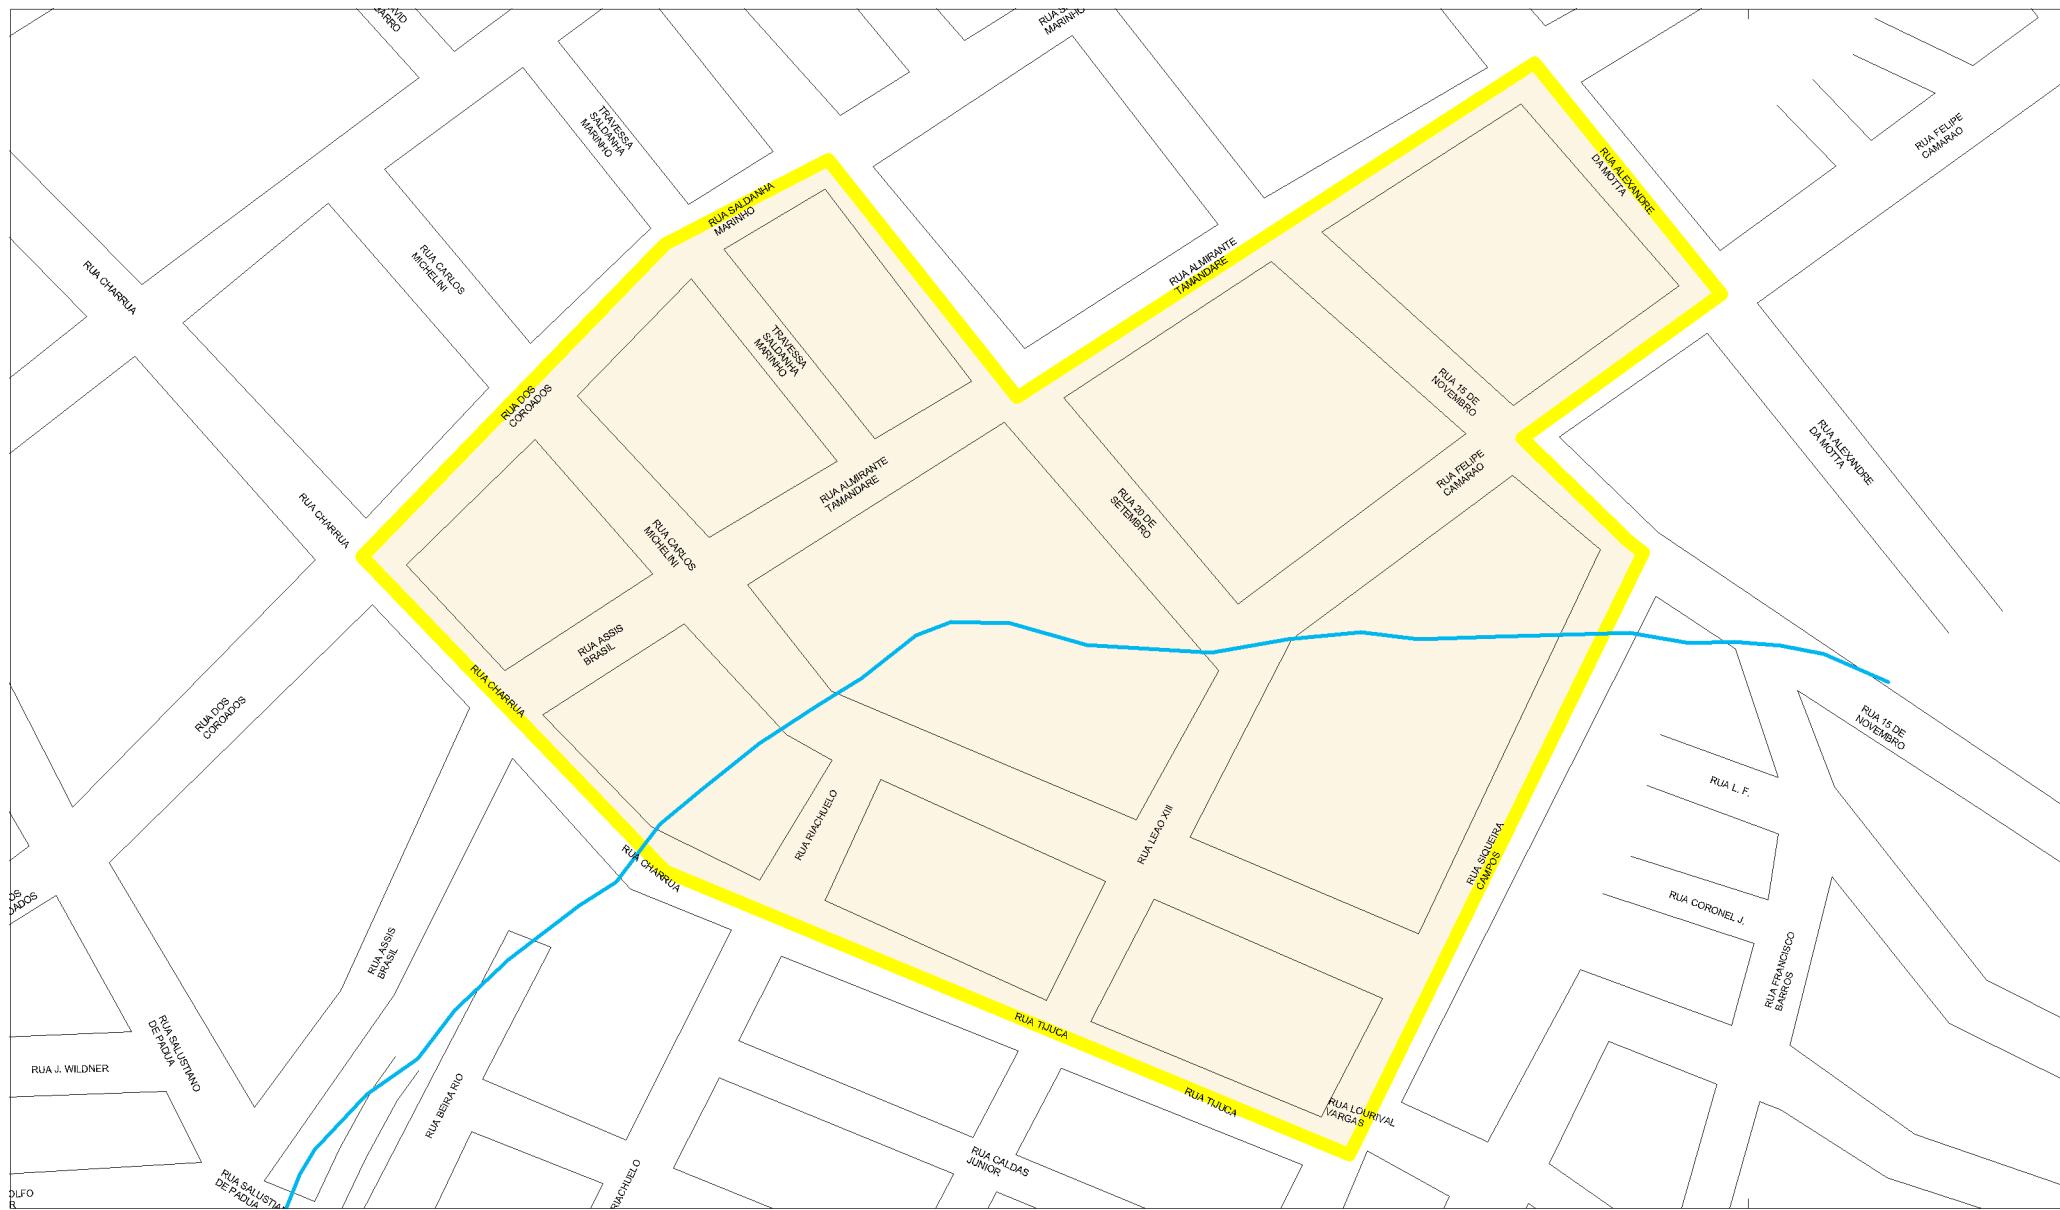 RUA S
MARINHO
TRAVESSA
SALDANHA
MARINHO
RUA FELIPE
CAMARAO
RUA ALEXANDRE
DA MOTTA
RUA SALDANHA
MARINHO
RUA CHARRUA
RUA CARLOS
MICHELINI
RUA ALMIRANTE
TAMANDARE
TRAVESSA
SALDANHA
MARINHO
RUA DOS
COROADOS
RUA 15 DE
NOVEMBRO
RUA ALEXANDRE
DA MOTTA
RUA FELIPE
CAMARAO
RUA ALMIRANTE
TAMANDARE
RUA 20 DE
SETEMBRO
RUA CHARRUA
RUA CARLOS
MICHELINI
RUA ASSIS
BRASIL
RUA CHARRUA
RUA DOS
COROADOS
RUA 15 DE
NOVEMBRO
RUA L. F.
RUA RIACHUELO
RUA LEAO XIII
RUA SIQUEIRA
CAMPOS
RUA CHARRUA
RUA CORONEL J.
RUA ASSIS
BRASIL
RUA FRANCISCO
BARROS
RUA TIJUCA
RUA SALUSTIANO
DE PADUA
RUA J. WILDNER
RUA BEIRA RIO
RUA TIJUCA
RUA LOURIVAL
VARGAS
RUA CALDAS
JUNIOR
RIACHUELO
RUA SALUSTIA
DE PADUA
OLFO